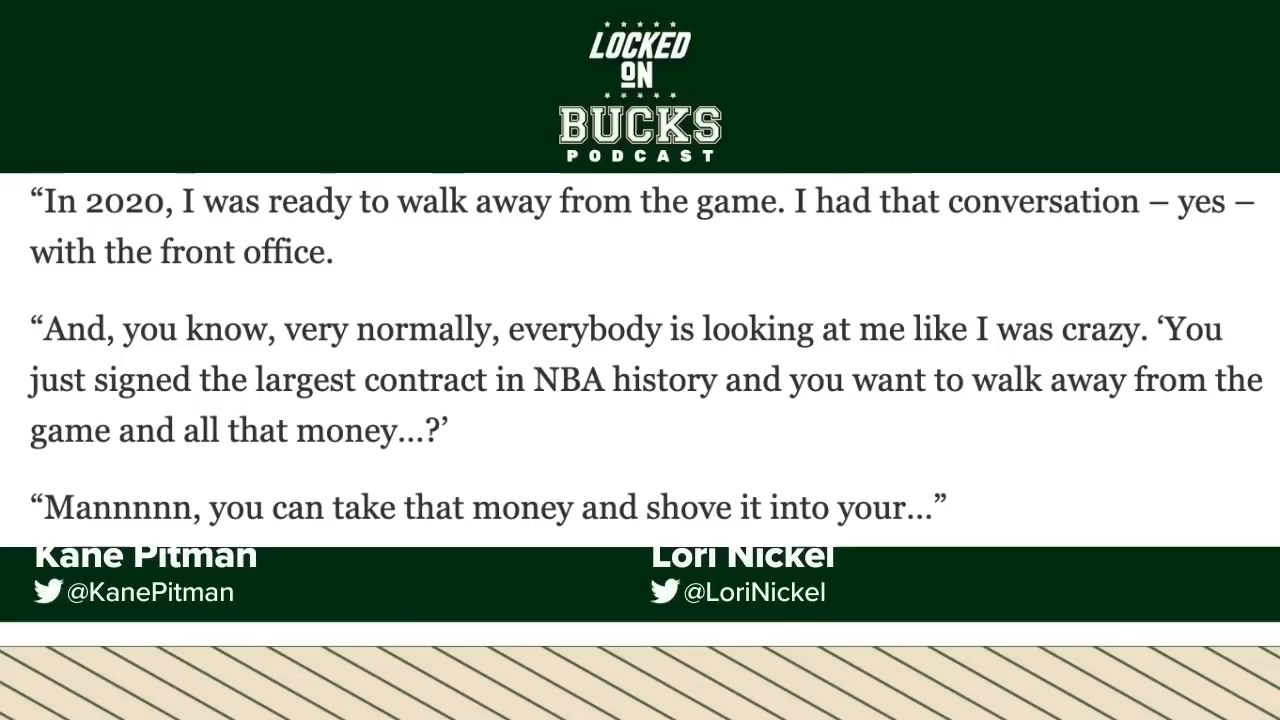 LOCKED
ON
BUCKS
PODCAST
“In 2020, I was ready to walk away from the game. I had that conversation – yes –
with the front office.
“And, you know, very normally, everybody is looking at me like I was crazy. ‘You
just signed the largest contract in NBA history and you want to walk away from the
game and all that money...?’
“Mannnnn, you can take that money and shove it into your...”
Kane Pitman
Lori Nickel
@KanePitman
@LoriNickel